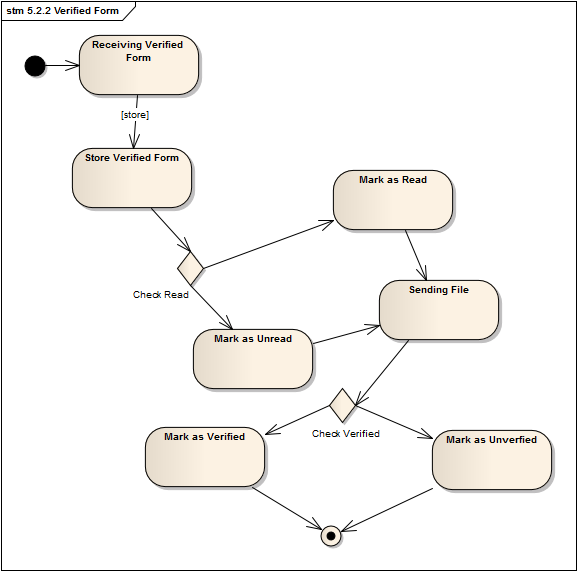 stm 5.2.2 Verified Form
Receiving Verified
Form
[store]
Store Verified Form
Mark as Read
Check Read
Sending File
Mark as Unread
Check Verified
Mark as Verified
Mark as Unverfied